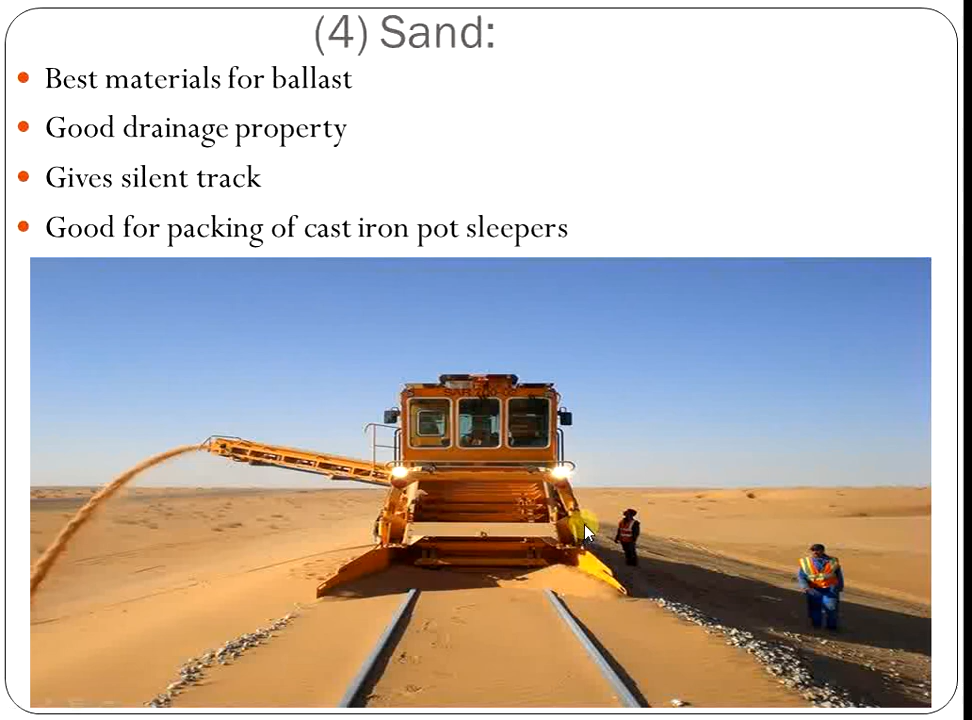 (4) Sand:
Best materials for ballast
Good drainage property
Gives silent track
Good for packing of cast iron pot sleepers